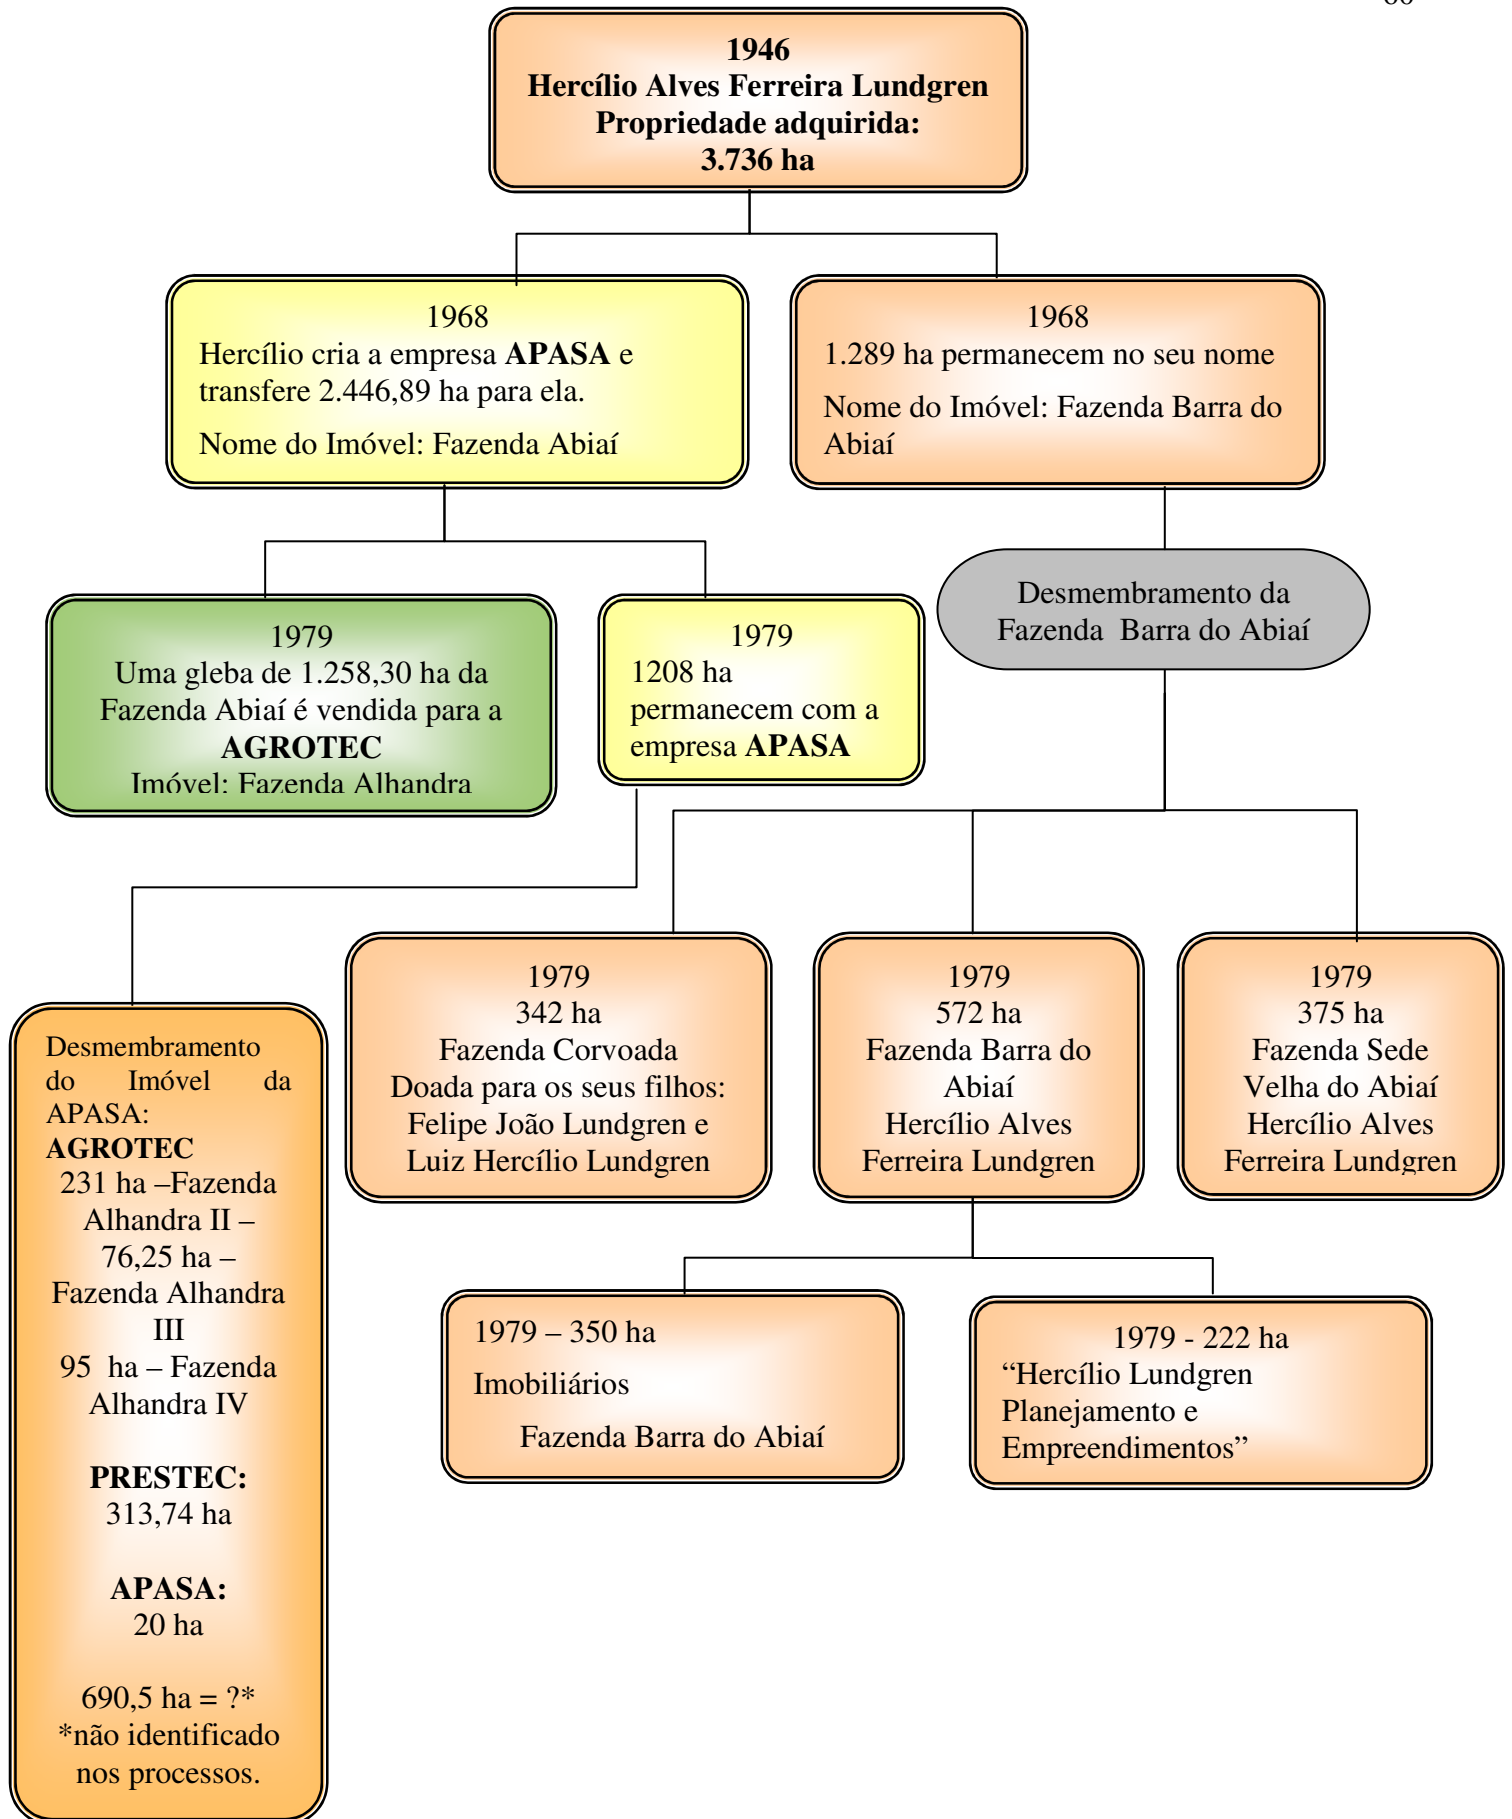 1946
Hercílio Alves Ferreira Lundgren
Propriedade adquirida:
3.736 ha
1968
Hercílio cria a empresa APASA e
transfere 2.446,89 ha para ela.
Nome do Imóvel: Fazenda Abiaí
1968
1.289 ha permanecem no seu nome
Nome do Imóvel: Fazenda Barra do
Abiaí
1979
Uma gleba de 1.258,30 ha da
Fazenda Abiaí é vendida para a
AGROTEC
Imóvel: Fazenda Alhandra
1979
1208 ha
permanecem com a
empresa APASA
Desmembramento da
Fazenda Barra do Abiaí
Desmembramento
do Imóvel da
APASA:
AGROTEC
231 ha –Fazenda
Alhandra II –
76,25 ha –
Fazenda Alhandra
III
95 ha – Fazenda
Alhandra IV
PRESTEC:
313,74 ha
APASA:
20 ha
690,5 ha = ?*
*não identificado
nos processos.
1979
342 ha
Fazenda Corvoada
Doada para os seus filhos:
Felipe João Lundgren e
Luiz Hercílio Lundgren
1979
572 ha
Fazenda Barra do
Abiaí
Hercílio Alves
Ferreira Lundgren
1979
375 ha
Fazenda Sede
Velha do Abiaí
Hercílio Alves
Ferreira Lundgren
1979 – 350 ha
Imobiliários
Fazenda Barra do Abiaí
1979 - 222 ha
“Hercílio Lundgren
Planejamento e
Empreendimentos”